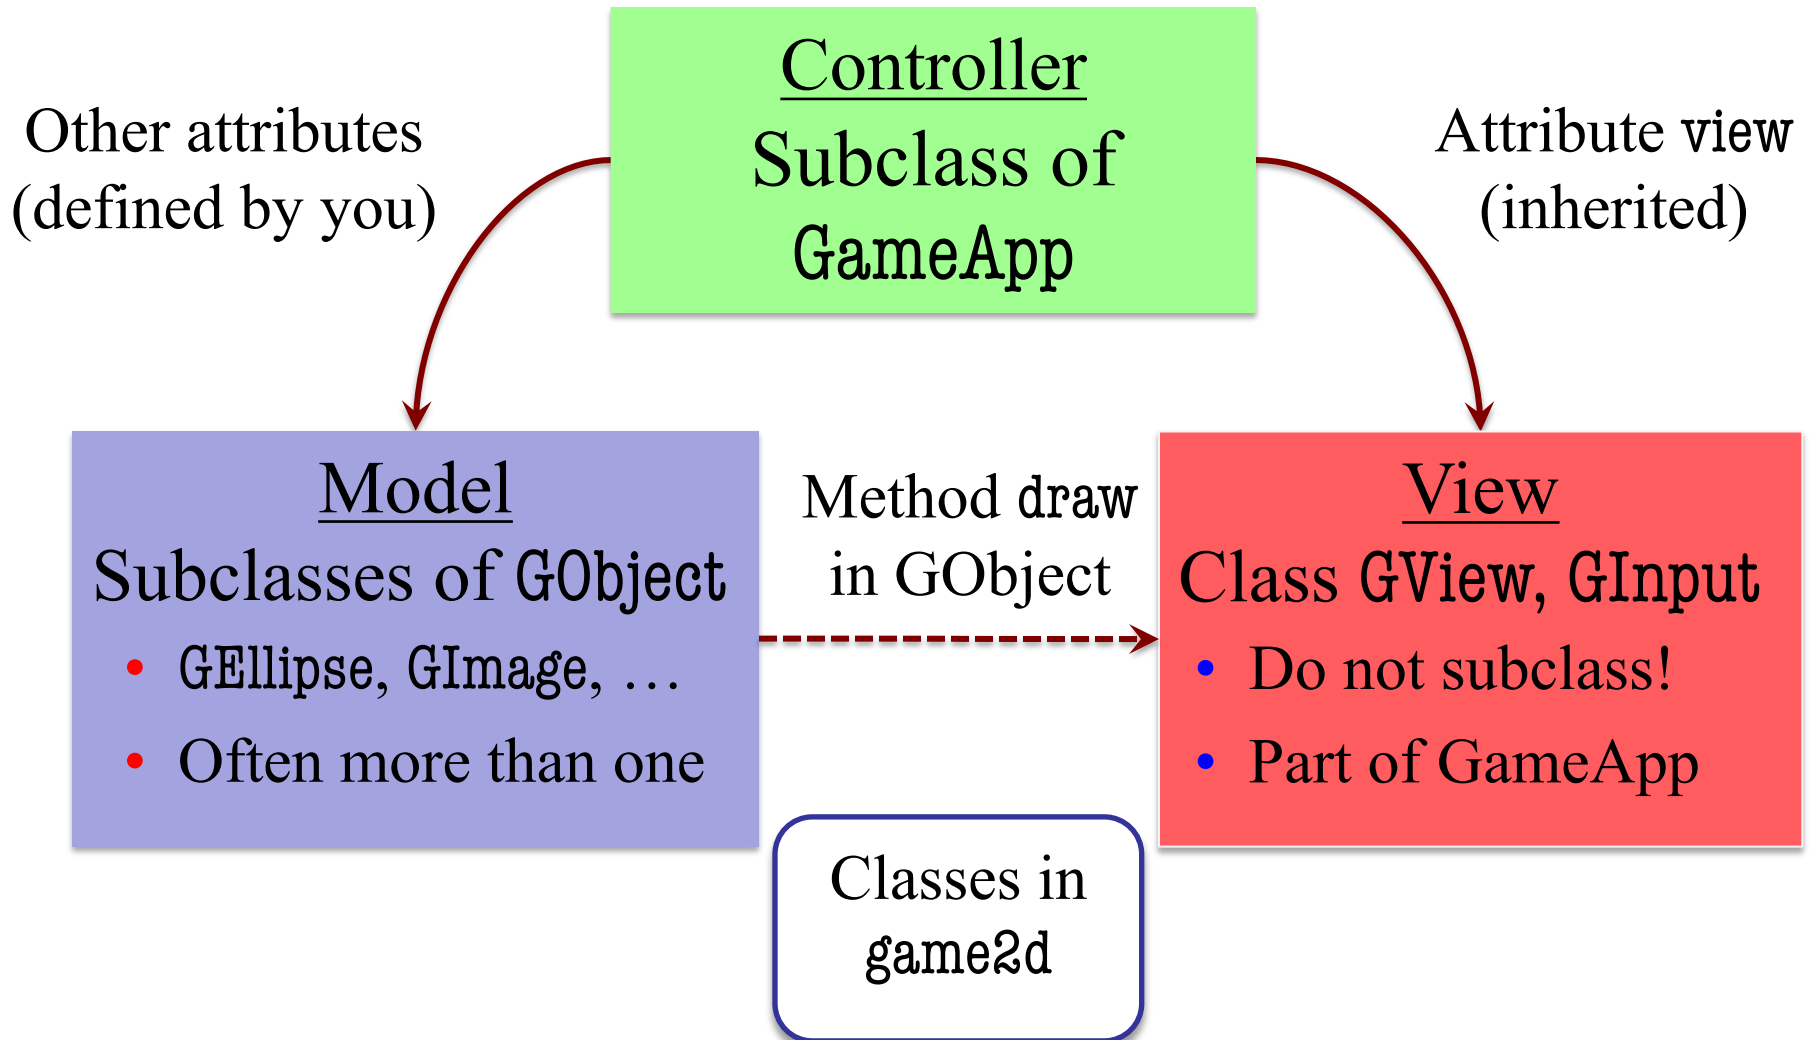 Controller
Subclass of
GameApp
Other attributes
(defined by you)
Attribute view
(inherited)
Model
Subclasses of GObject
• GEllipse, GImage, …
• Often more than one
Method draw
in GObject
View
Class GView, GInput
• Do not subclass!
• Part of GameApp
Classes in
game2d